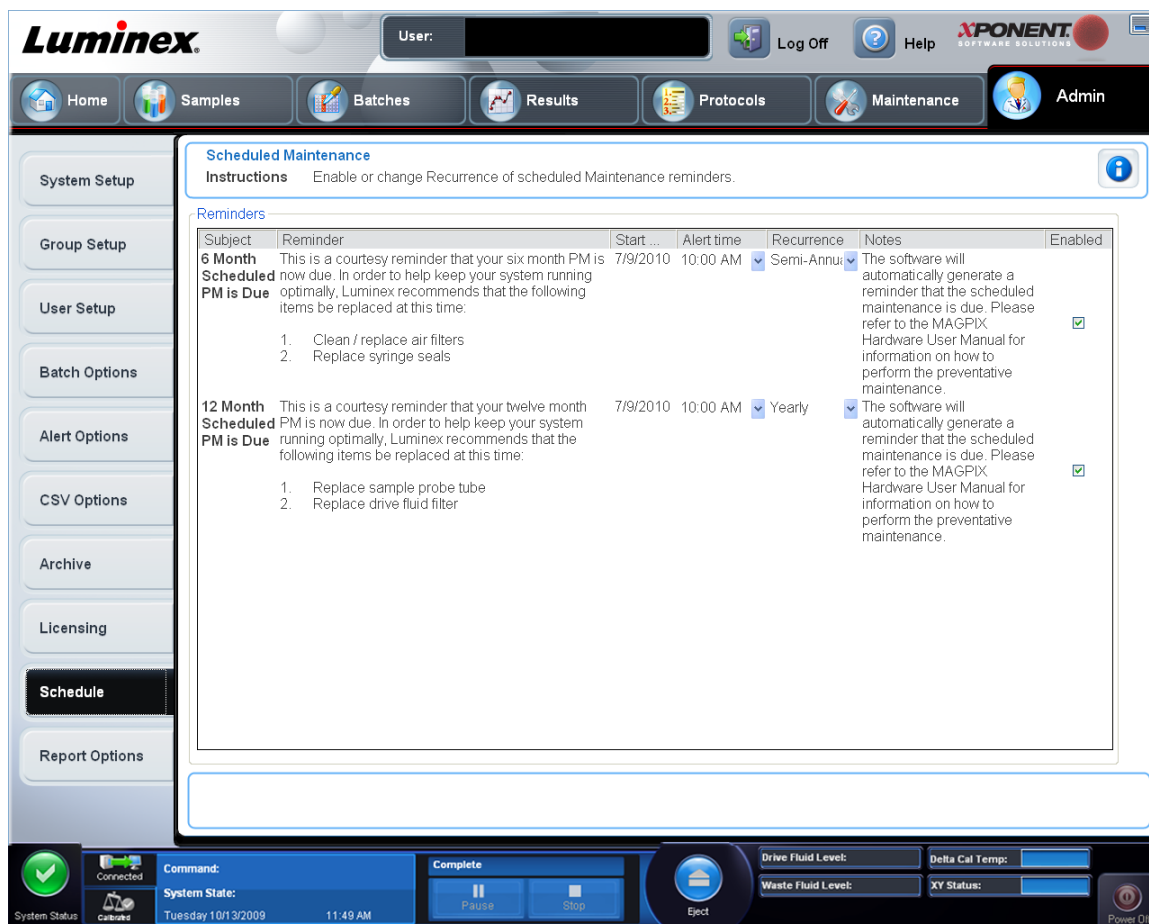 Luminex.
User:
Log Off
Help
XPONENT.
SOFTWARE SOLUTIONS
Home
Samples
Batches
Results
Protocols
Maintenance
Admin
System Setup
Group Setup
User Setup
Batch Options
Alert Options
CSV Options
Archive
Licensing
Schedule
Report Options
Scheduled Maintenance
Instructions Enable or change Recurrence of scheduled Maintenance reminders.
Reminders
Subject Reminder Start ... Alert time Recurrence Notes Enabled
6 Month
Scheduled
PM is Due
This is a courtesy reminder that your six month PM is
now due. In order to help keep your system running
optimally, Luminex recommends that the following
items be replaced at this time:
1. Clean / replace air filters
2. Replace syringe seals
7/9/2010
10:00 AM
Semi-Annua
The software will
automatically generate a
reminder that the scheduled
maintenance is due. Please
refer to the MAGPIX
Hardware User Manual for
information on how to
perform the preventative
maintenance.
12 Month
Scheduled
PM is Due
This is a courtesy reminder that your twelve month
PM is now due. In order to help keep your system
running optimally, Luminex recommends that the
following items be replaced at this time:
1. Replace sample probe tube
2. Replace drive fluid filter
7/9/2010
10:00 AM
Yearly
The software will
automatically generate a
reminder that the scheduled
maintenance is due. Please
refer to the MAGPIX
Hardware User Manual for
information on how to
perform the preventative
maintenance.
System Status
Connected
Calibrated
Command:
System State:
Tuesday 10/13/2009 11:49 AM
Complete
Pause
Stop
Eject
Drive Fluid Level:
Waste Fluid Level:
Delta Cal Temp:
XY Status:
Power Off